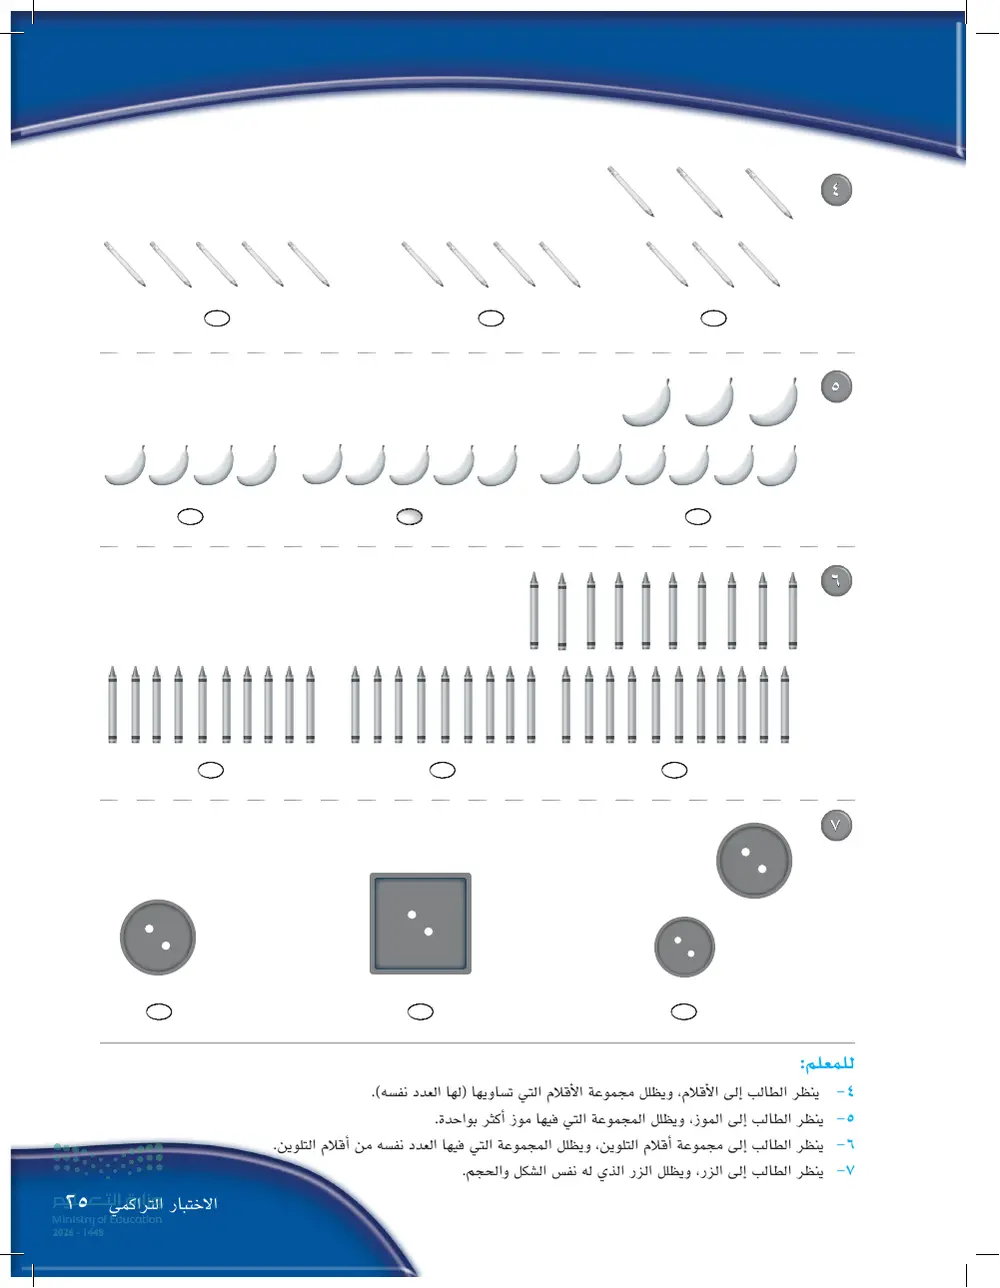 ٤
٥
٦
٧
للمعلم:
٤- ينظر الطالب إلى الأقلام، ويظلل مجموعة الأقلام التي تساويها (لها العدد نفسه).
٥- ينظر الطالب إلى الموز، ويظلل المجموعة التي فيها موز أكثر بواحدة.
٦- ينظر الطالب إلى مجموعة أقلام التلوين، ويظلل المجموعة التي فيها العدد نفسه من أقلام التلوين.
٧- ينظر الطالب إلى الزر، ويظلل الزر الذي له نفس الشكل والحجم.
الاختبار التراكمي ٢٥
وزارة التعليم
Ministry of Education
2026 - 1448